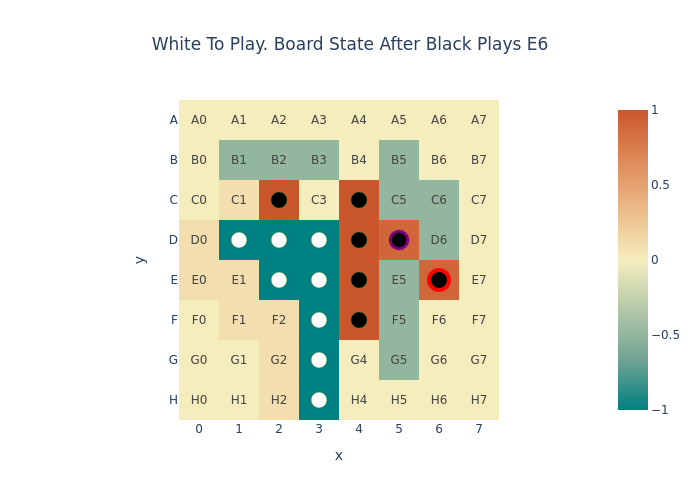 White To Play. Board State After Black Plays E6
A A0 A1 A2 A3 A4 A5 A6 A7
B B0 B1 B2 B3 B4 B5 B6 B7
C C0 C1 C3 C5 C6 C7
D D0 D6 D7
E E0 E1 E5 E7
F F0 F1 F2 F5 F6 F7
G G0 G1 G2 G4 G5 G6 G7
H H0 H1 H2 H4 H5 H6 H7
0 1 2 3 4 5 6 7
x
y
1
0.5
0
−0.5
−1